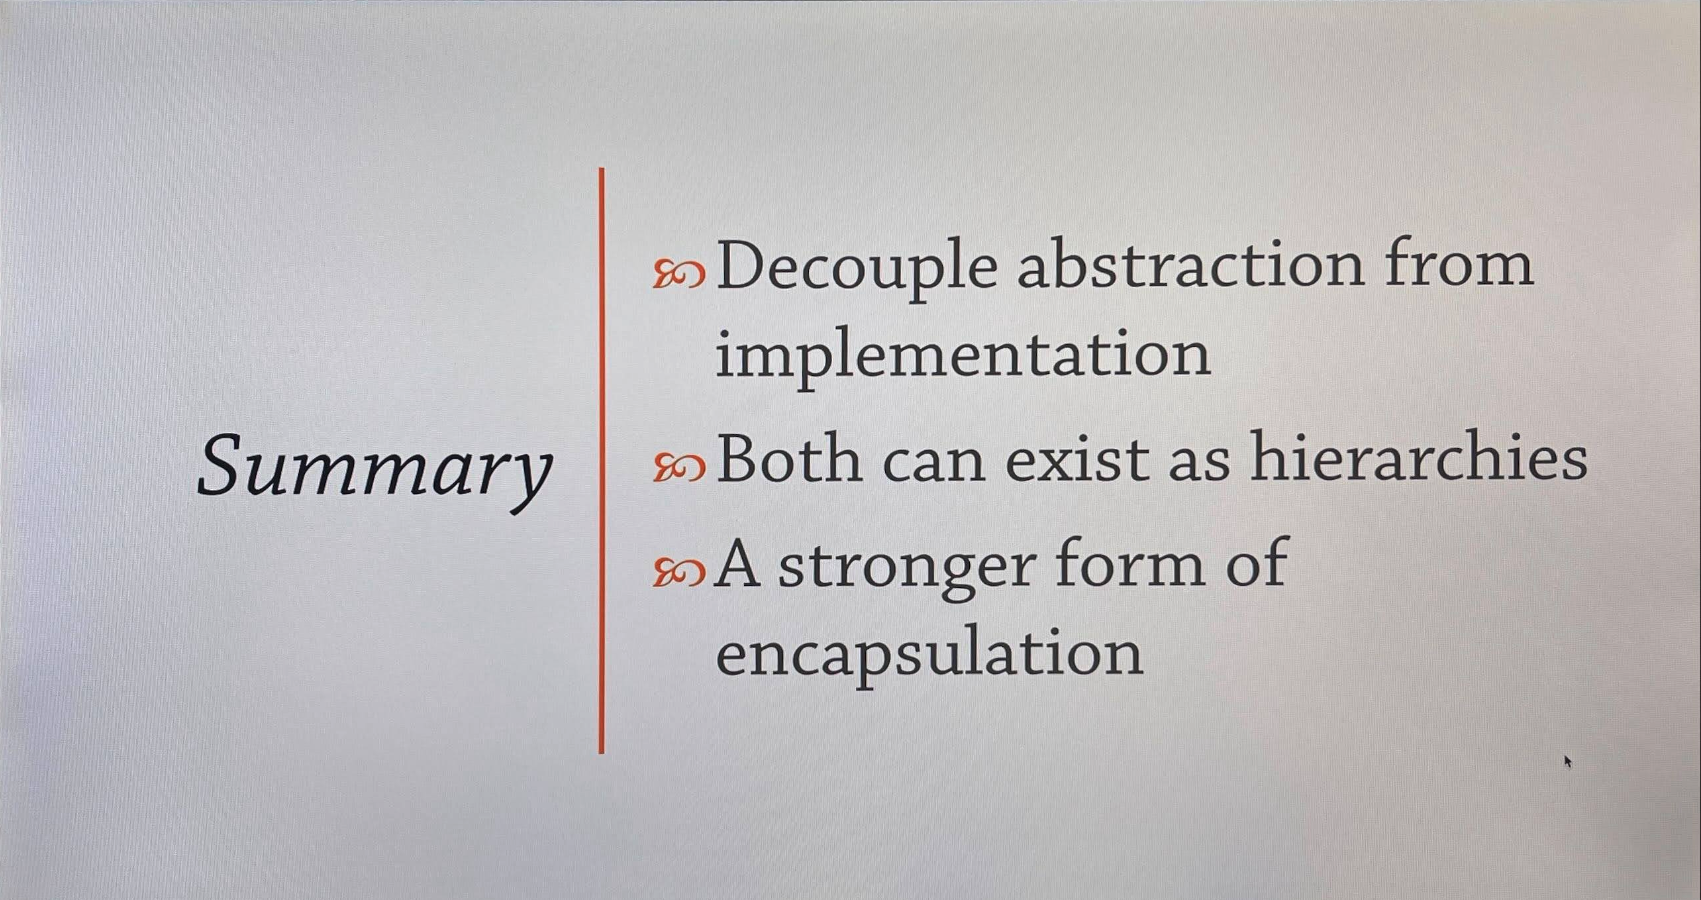 Summary
Decouple abstraction from
implementation
Both can exist as hierarchies
A stronger form of
encapsulation